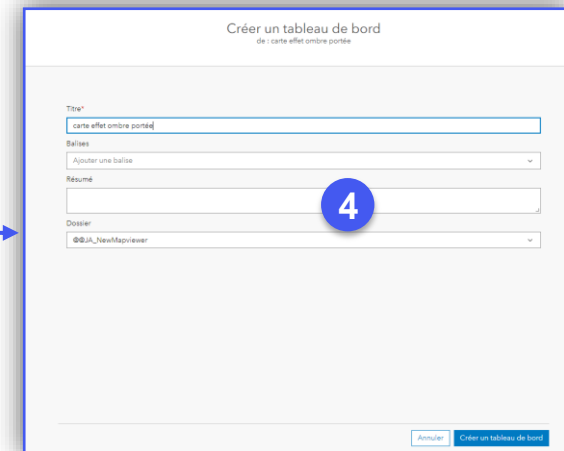 Créer un tableau de bord
de : carte effet ombre portée
Titre*
carte effet ombre portée
Balises
Ajouter une balise
Résumé
4
Dossier
@@JA_NewMapviewer
Annuler Créer un tableau de bord